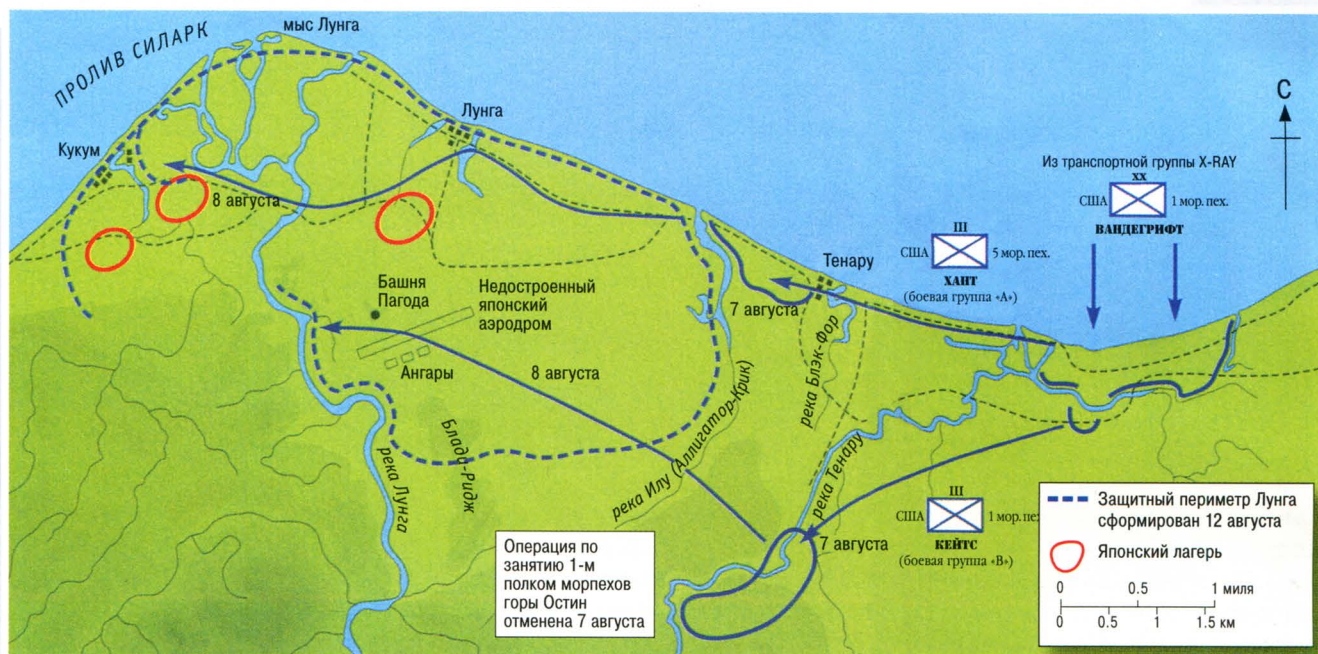 ПРОЛИВ СИЛАРК
мыс Лунга
Лунга
Кукум
8 августа
Башня
Пагода
Недостроенный
японский
аэродром
Ангары
8 августа
река Лунга
Блади-Ридж
река Илу (Аллигатор-Крик)
7 августа
Тенару
река Блэк-Фор
река Тенару
7 августа
С
Из транспортной группы X-RAY
XX
США
1 мор. пех.
ВАНДЕГРИФТ
III
США
5 мор. пех.
ХАНТ
(боевая группа «А»)
III
США
1 мор. пех
КЕЙТС
(боевая группа «В»)
Операция по
занятию 1-м
полком морпехов
горы Остин
отменена 7 августа
Защитный периметр Лунга
сформирован 12 августа
Японский лагерь
0 0.5 1 миля
0 0.5 1 1.5 км